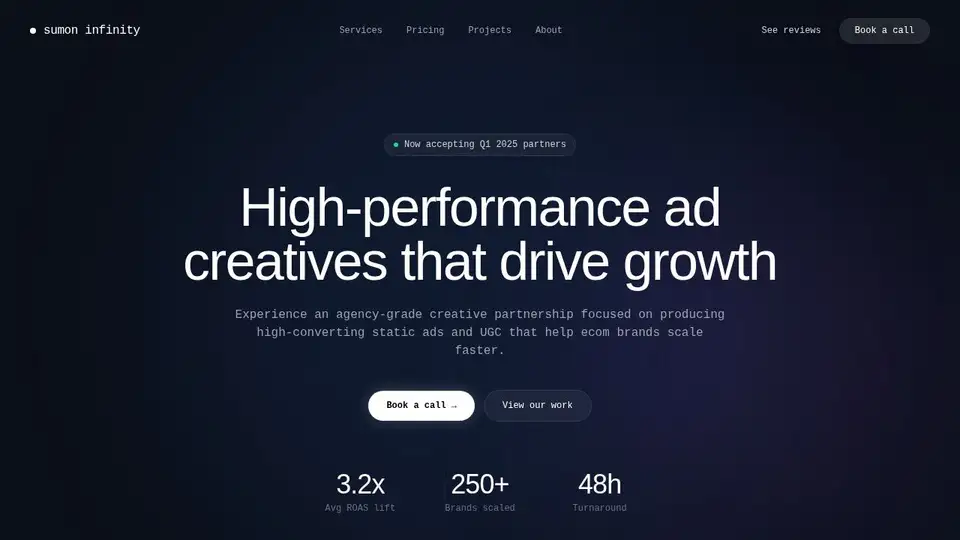 sumon infinity
Services
Pricing
Projects
About
See reviews
Book a call
Now accepting Q1 2025 partners
High-performance ad
creatives that drive growth
Experience an agency-grade creative partnership focused on producing
high-converting static ads and UGC that help ecom brands scale
faster.
Book a call →
View our work
3.2x
250+
48h
Avg ROAS lift
Brands scaled
Turnaround